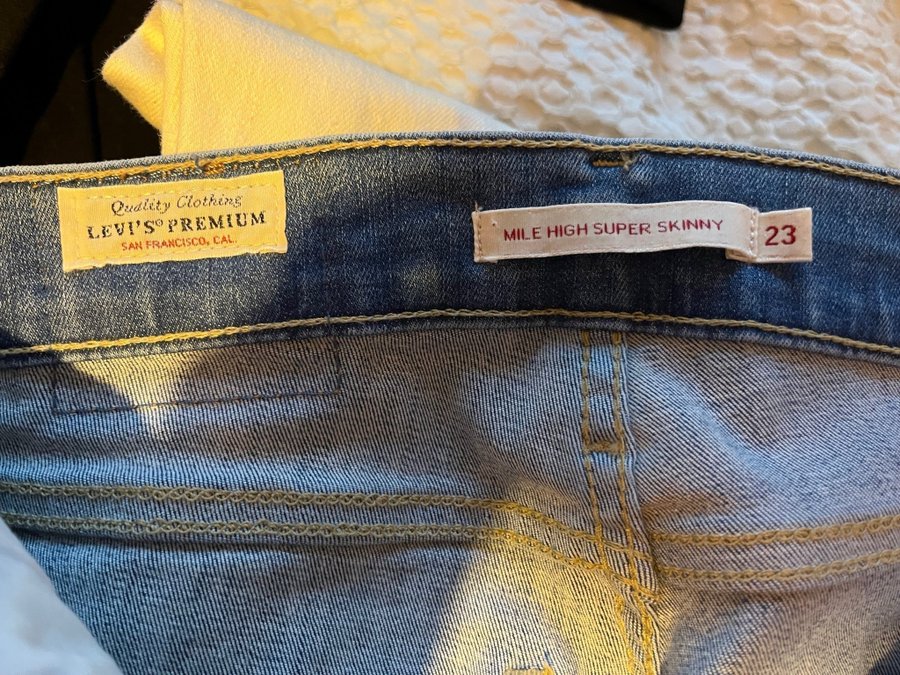 Quality Clothing
LEVI'S® PREMIUM
SAN FRANCISCO, CAL.
MILE HIGH SUPER SKINNY
23